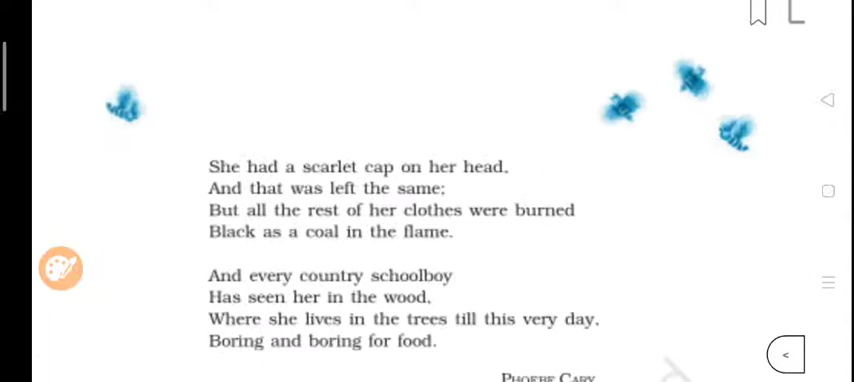 She had a scarlet cap on her head,
And that was left the same;
But all the rest of her clothes were burned
Black as a coal in the flame.
And every country schoolboy
Has seen her in the wood,
Where she lives in the trees till this very day,
Boring and boring for food.
PHOEBE CARY